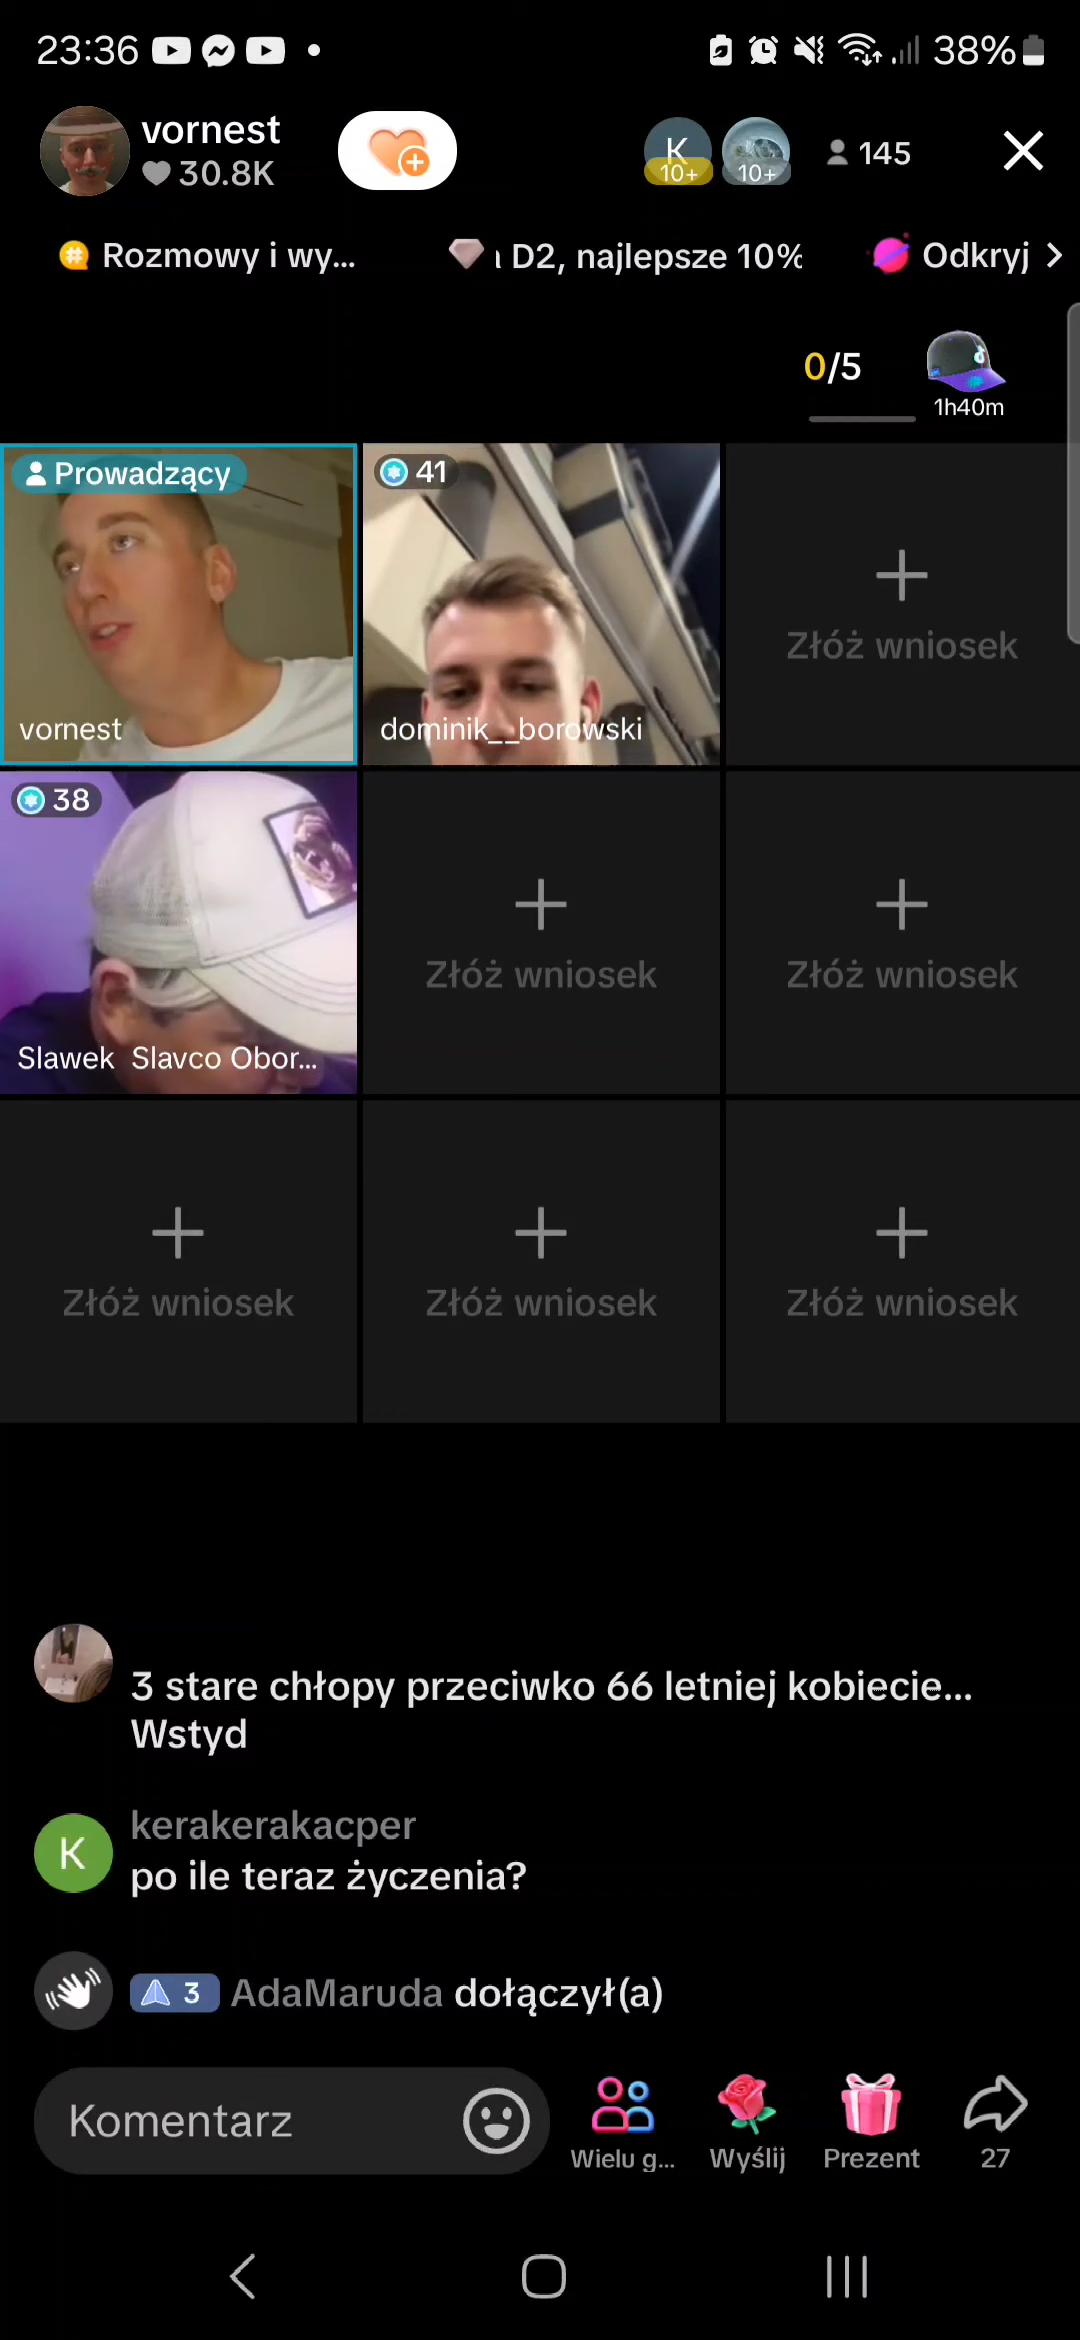 23:36
38%
vornest
30.8K
K
10+
10+
145
Rozmowy i wy...
D2, najlepsze 10%
Odkryj
0/5
1h40m
Prowadzący
vornest
41
dominik__borowski
Złóż wniosek
38
Slawek Slavco Obor...
Złóż wniosek
Złóż wniosek
Złóż wniosek
Złóż wniosek
Złóż wniosek
3 stare chłopy przeciwko 66 letniej kobiecie...
Wstyd
K
kerakerakacper
po ile teraz życzenia?
3 AdaMaruda dołączył(a)
Komentarz
Wielu g...
Wyślij
Prezent
27